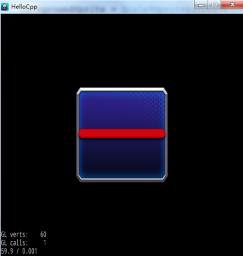 HelloCpp
GL verts: 60
GL calls: 1
59.9 / 0.001